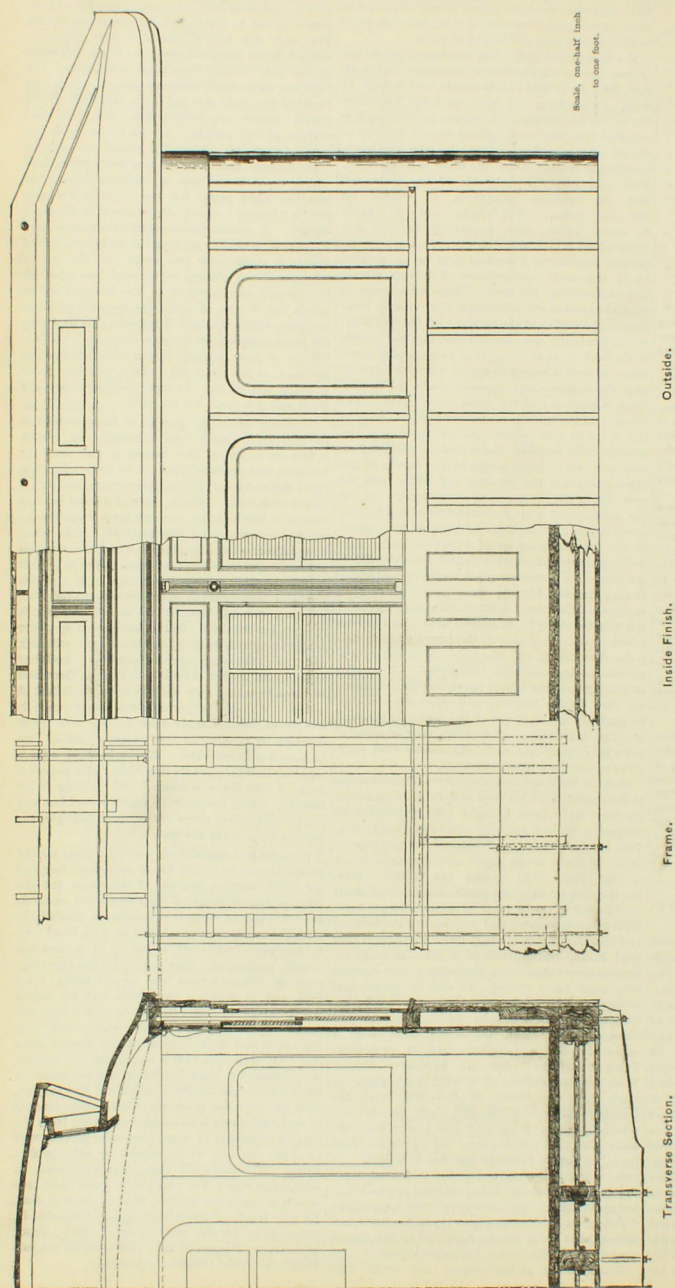 Scale, one-half inch
to one foot.
Transverse Section.
Frame.
Inside Finish.
Outside.